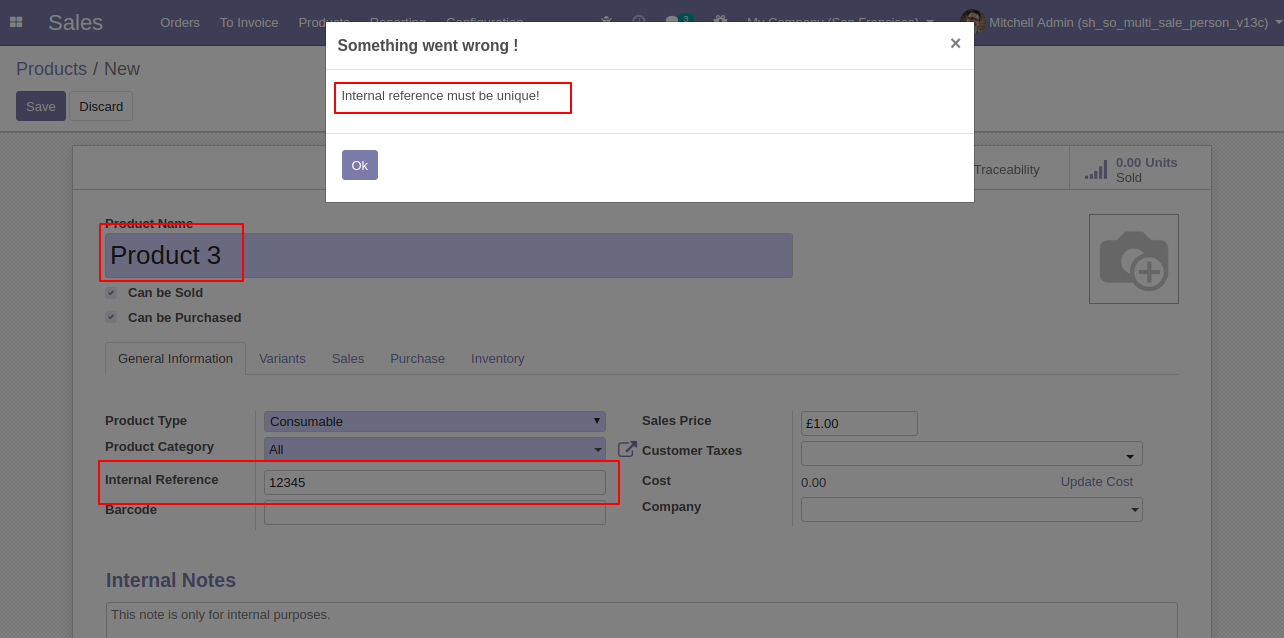 Sales
Orders To Invoice Products Reporting Configuration 3 My Company (San Francisco) Mitchell Admin (sh_so_multi_sale_person_v13c)
Something went wrong ! ×
Products / New
Internal reference must be unique!
Save Discard
Ok
Traceability
0.00 Units
Sold
Product Name
Product 3
Can be Sold
Can be Purchased
General Information Variants Sales Purchase Inventory
Product Type Consumable
Sales Price £1.00
Product Category All
Customer Taxes
Internal Reference 12345
Cost 0.00 Update Cost
Barcode
Company
Internal Notes
This note is only for internal purposes.